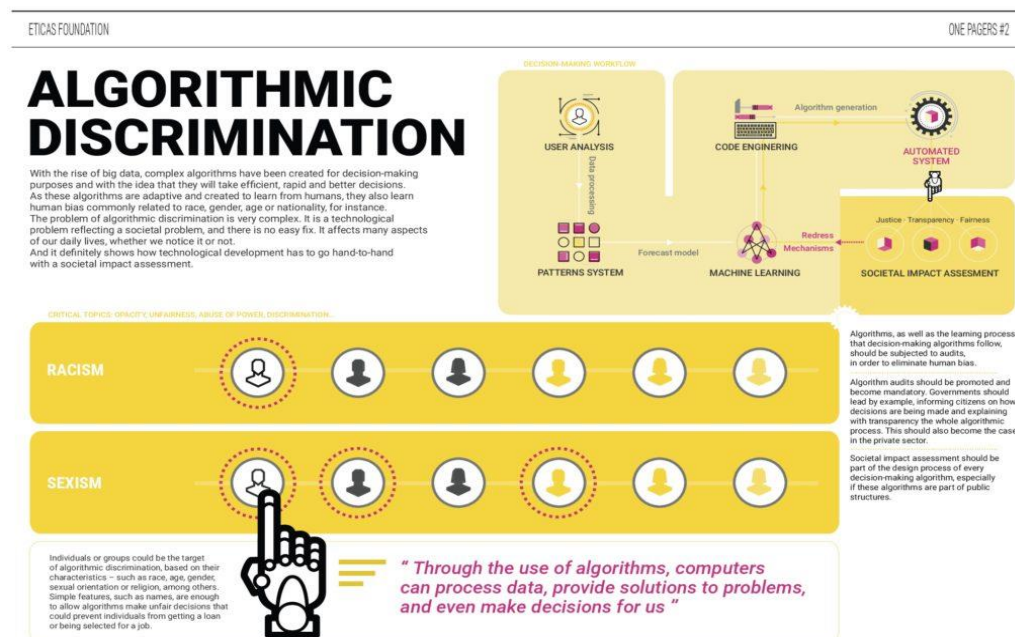 ETICAS FOUNDATION
ONE PAGERS #2
ALGORITHMIC
DISCRIMINATION
With the rise of big data, complex algorithms have been created for decision-making
purposes and with the idea that they will take efficient, rapid and better decisions.
As these algorithms are adaptive and created to learn from humans, they also learn
human bias commonly related to race, gender, age or nationality, for instance.
The problem of algorithmic discrimination is very complex. It is a technological
problem reflecting a societal problem, and there is no easy fix. It affects many aspects
of our daily lives, whether we notice it or not.
And it definitely shows how technological development has to go hand-to-hand
with a societal impact assessment.
DECISION-MAKING WORKFLOW
USER ANALYSIS
Data processing
PATTERNS SYSTEM
Forecast model
MACHINE LEARNING
CODE ENGINERING
Algorithm generation
AUTOMATED
SYSTEM
Justice · Transparency · Fairness
Redress
Mechanisms
SOCIETAL IMPACT ASSESMENT
CRITICAL TOPICS: OPACITY, UNFAIRNESS, ABUSE OF POWER, DISCRIMINATION...
RACISM
SEXISM
Algorithms, as well as the learning process
that decision-making algorithms follow,
should be subjected to audits,
in order to eliminate human bias.
Algorithm audits should be promoted and
become mandatory. Governments should
lead by example, informing citizens on how
decisions are being made and explaining
with transparency the whole algorithmic
process. This should also become the case
in the private sector.
Societal impact assessment should be
part of the design process of every
decision-making algorithm, especially
if these algorithms are part of public
structures.
Individuals or groups could be the target
of algorithmic discrimination, based on their
characteristics – such as race, age, gender,
sexual orientation or religion, among others.
Simple features, such as names, are enough
to allow algorithms make unfair decisions that
could prevent individuals from getting a loan
or being selected for a job.
“ Through the use of algorithms, computers
can process data, provide solutions to problems,
and even make decisions for us ”